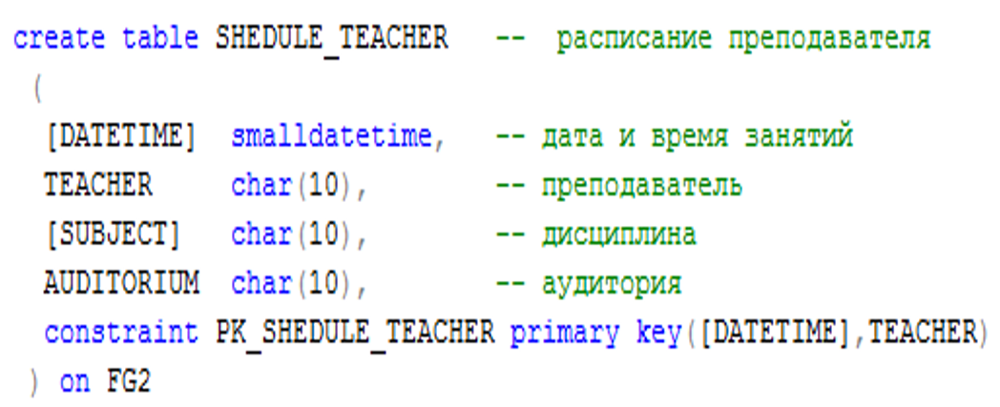 create table SHEDULE_TEACHER -- расписание преподавателя
(
[DATETIME] smalldatetime, -- дата и время занятий
TEACHER char(10), -- преподаватель
[SUBJECT] char(10), -- дисциплина
AUDITORIUM char(10), -- аудитория
constraint PK_SHEDULE_TEACHER primary key([DATETIME],TEACHER)
) on FG2